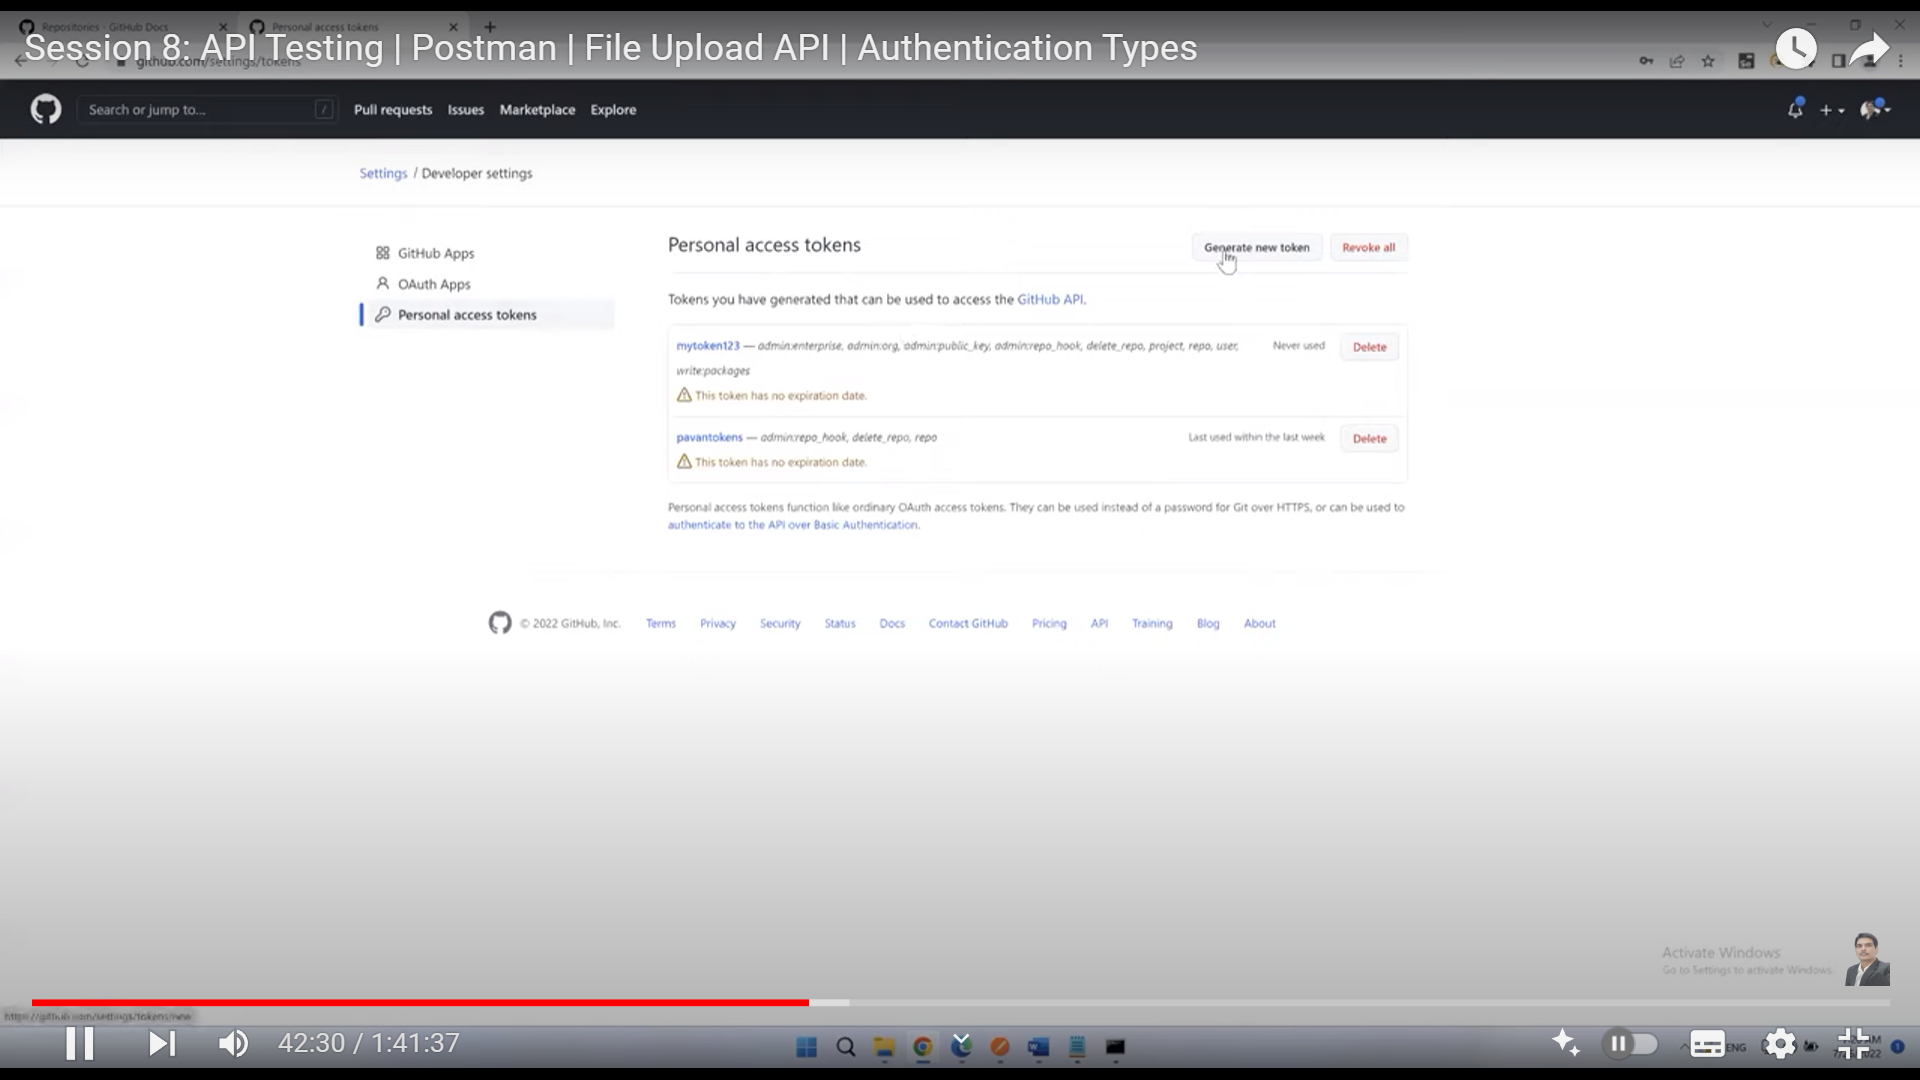 Repositories - GitHub Docs
Personal access tokens
Session 8: API Testing | Postman | File Upload API | Authentication Types
github.com/settings/tokens
Search or jump to...
/
Pull requests
Issues
Marketplace
Explore
Settings / Developer settings
GitHub Apps
OAuth Apps
Personal access tokens
Personal access tokens
Generate new token
Revoke all
Tokens you have generated that can be used to access the GitHub API.
mytoken123 — admin:enterprise, admin:org, admin:public_key, admin:repo_hook, delete_repo, project, repo, user,
write:packages
Never used
Delete
This token has no expiration date.
pavantokens — admin:repo_hook, delete_repo, repo
Last used within the last week
Delete
This token has no expiration date.
Personal access tokens function like ordinary OAuth access tokens. They can be used instead of a password for Git over HTTPS, or can be used to
authenticate to the API over Basic Authentication.
© 2022 GitHub, Inc.
Terms
Privacy
Security
Status
Docs
Contact GitHub
Pricing
API
Training
Blog
About
Activate Windows
Go to Settings to activate Windows.
https://github.com/settings/tokens/new
42:30 / 1:41:37
ENG